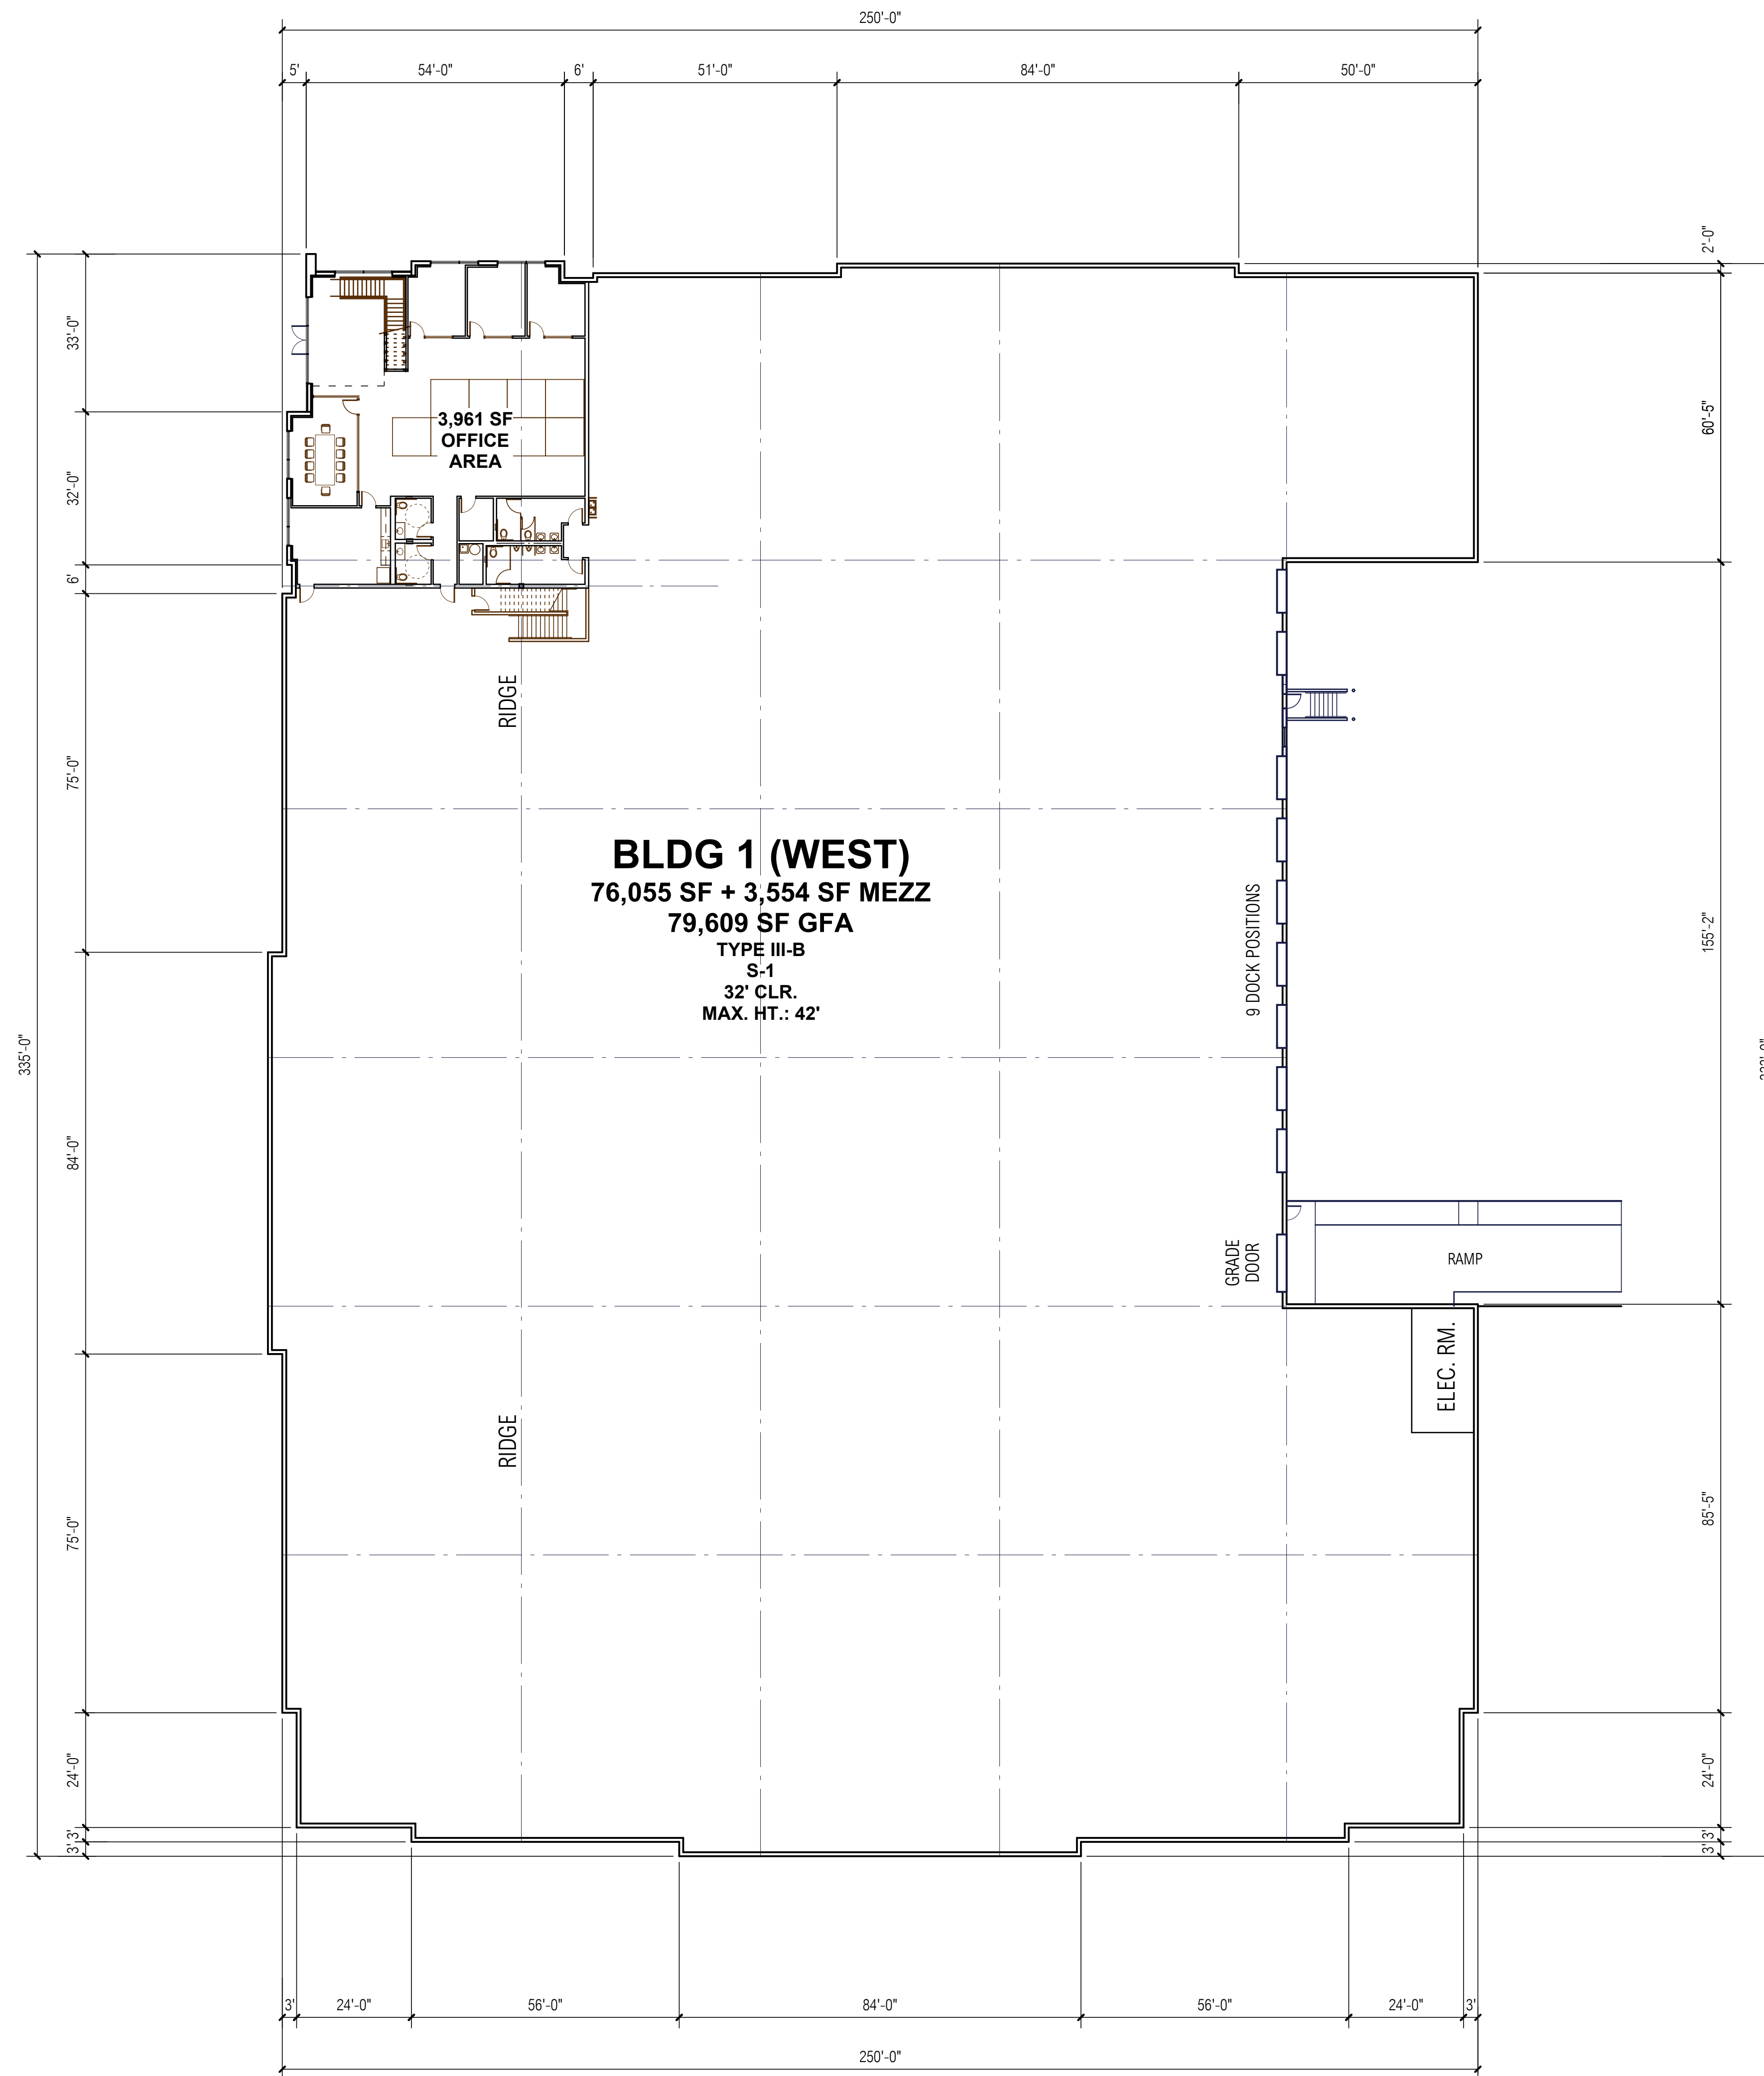 250'-0"
5'
54'-0"
6'
51'-0"
84'-0"
50'-0"
2'-0"
33'-0"
60'-5"
3,961 SF
OFFICE
AREA
32'-0"
6'
RIDGE
75'-0"
BLDG 1 (WEST)
76,055 SF + 3,554 SF MEZZ
79,609 SF GFA
TYPE III-B
S-1
32' CLR.
MAX. HT.: 42'
9 DOCK POSITIONS
155'-2"
335'-0"
84'-0"
GRADE
DOOR
RAMP
ELEC. RM.
RIDGE
75'-0"
85'-5"
24'-0"
24'-0"
3'
3'
3'
3'
3'
24'-0"
56'-0"
84'-0"
56'-0"
24'-0"
3'
250'-0"